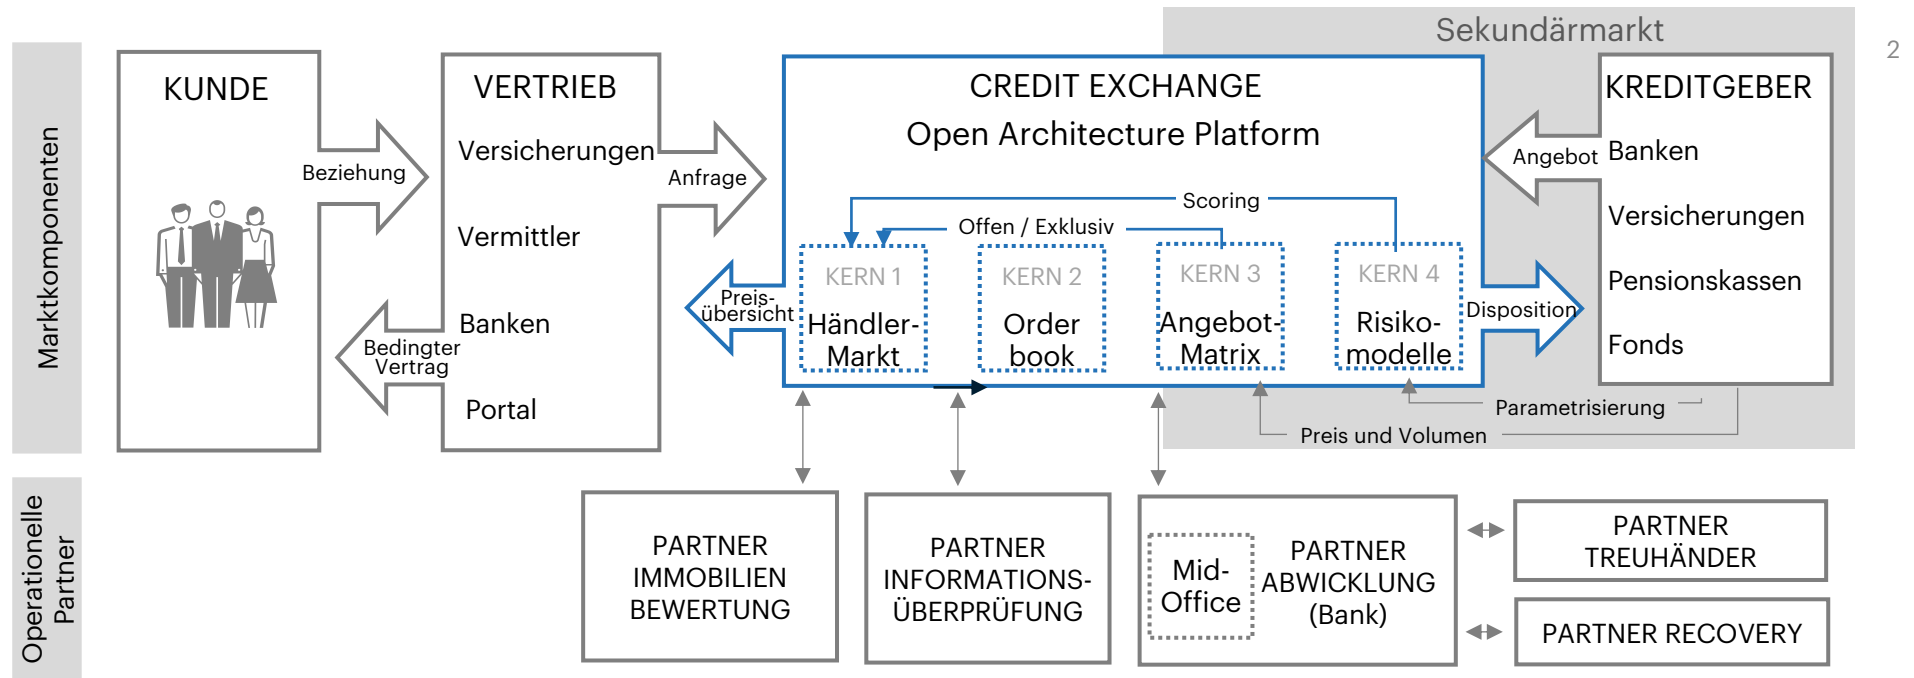 Sekundärmarkt
2
Marktkomponenten
KUNDE
Beziehung
VERTRIEB
Versicherungen
Vermittler
Banken
Portal
Bedingter
Vertrag
Anfrage
Preis-
übersicht
CREDIT EXCHANGE
Open Architecture Platform
Scoring
Offen / Exklusiv
KERN 1
Händler-
Markt
KERN 2
Order
book
KERN 3
Angebot-
Matrix
KERN 4
Risiko-
modelle
Angebot
Disposition
KREDITGEBER
Banken
Versicherungen
Pensionskassen
Fonds
Parametrisierung
Preis und Volumen
Operationelle
Partner
PARTNER
IMMOBILIEN
BEWERTUNG
PARTNER
INFORMATIONS-
ÜBERPRÜFUNG
Mid-
Office
PARTNER
ABWICKLUNG
(Bank)
PARTNER
TREUHÄNDER
PARTNER RECOVERY